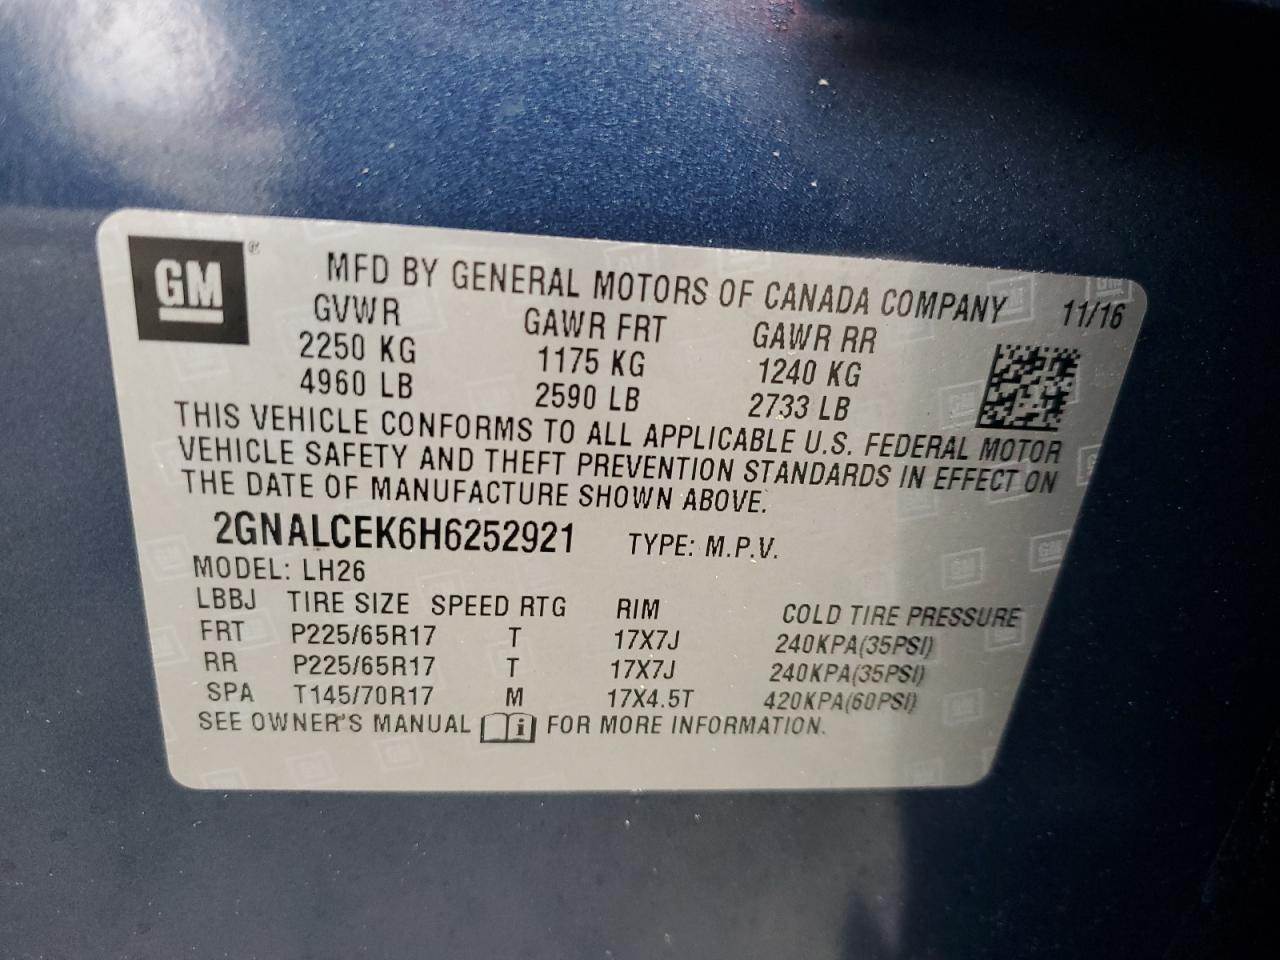 GM ®
MFD BY GENERAL MOTORS OF CANADA COMPANY 11/16
GVWR GAWR FRT GAWR RR
2250 KG 1175 KG 1240 KG
4960 LB 2590 LB 2733 LB
THIS VEHICLE CONFORMS TO ALL APPLICABLE U.S. FEDERAL MOTOR
VEHICLE SAFETY AND THEFT PREVENTION STANDARDS IN EFFECT ON
THE DATE OF MANUFACTURE SHOWN ABOVE.
2GNALCEK6H6252921 TYPE: M.P.V.
MODEL: LH26
LBBJ TIRE SIZE SPEED RTG RIM COLD TIRE PRESSURE
FRT P225/65R17 T 17X7J 240KPA(35PSI)
RR P225/65R17 T 17X7J 240KPA(35PSI)
SPA T145/70R17 M 17X4.5T 420KPA(60PSI)
SEE OWNER'S MANUAL i FOR MORE INFORMATION.